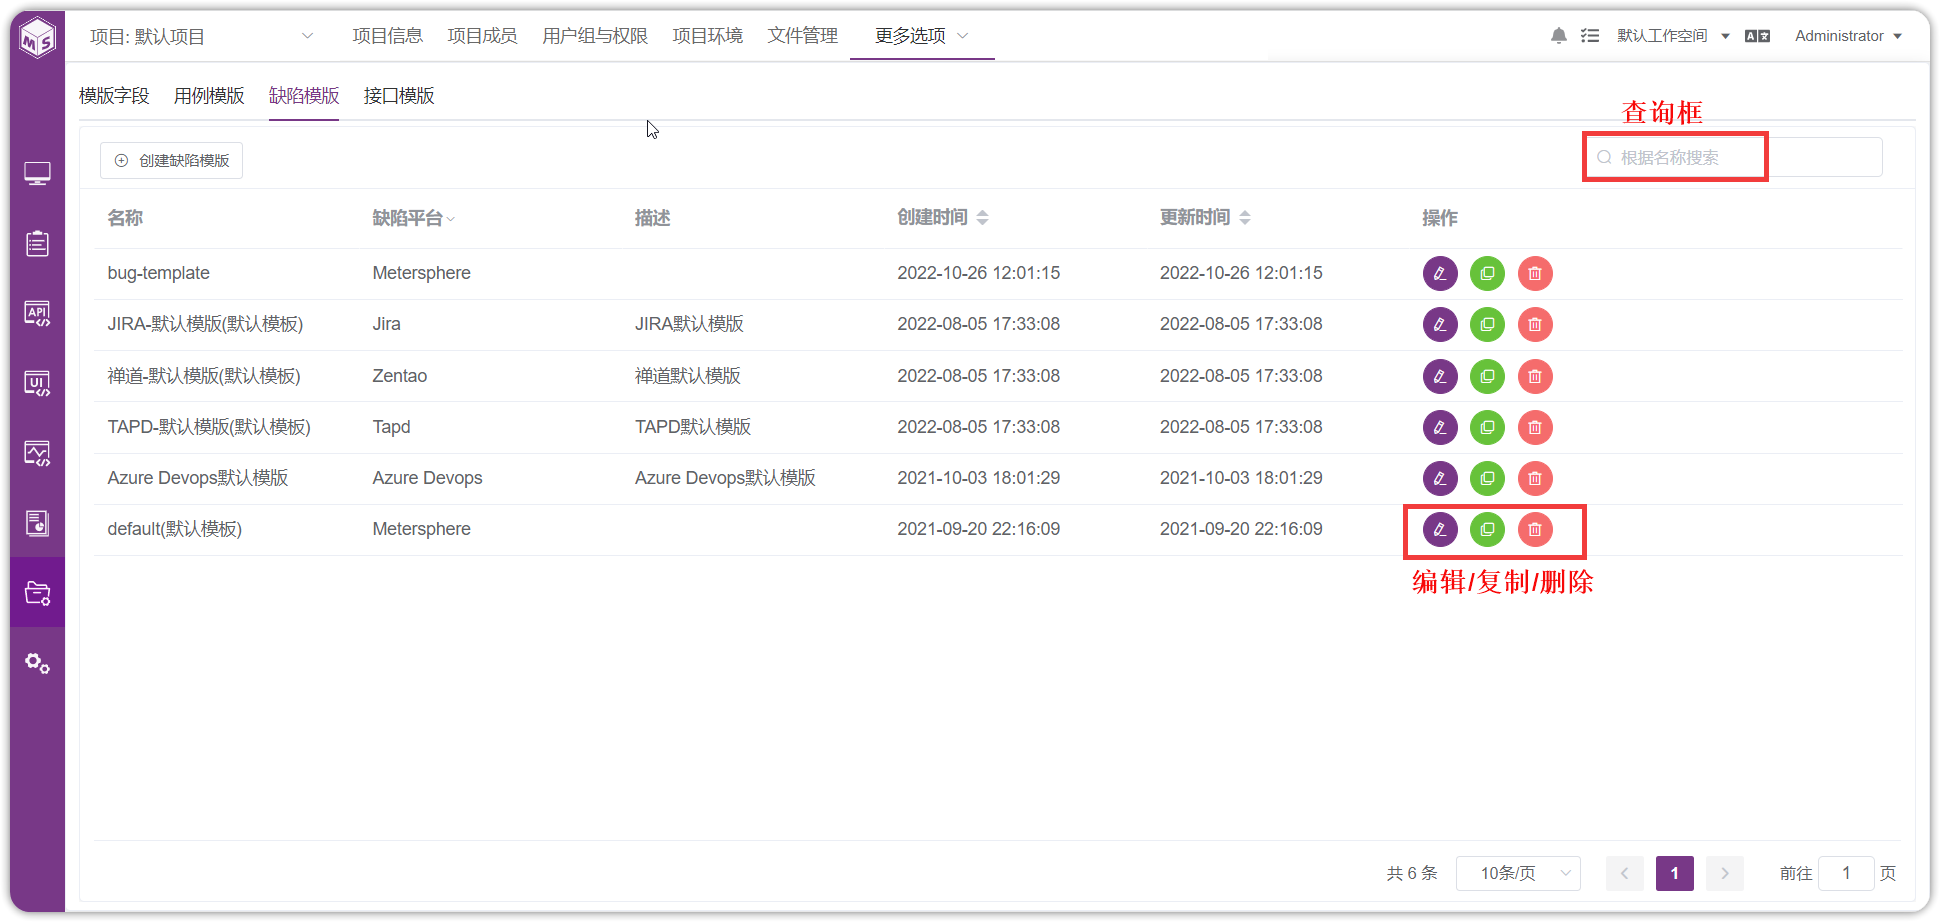 MS
项目: 默认项目
项目信息 项目成员 用户组与权限 项目环境 文件管理 更多选项
默认工作空间 Administrator
模版字段 用例模版 缺陷模版 接口模版
查询框
创建缺陷模版
根据名称搜索
名称 缺陷平台 描述 创建时间 更新时间 操作
bug-template Metersphere 2022-10-26 12:01:15 2022-10-26 12:01:15
JIRA-默认模版(默认模板) Jira JIRA默认模版 2022-08-05 17:33:08 2022-08-05 17:33:08
禅道-默认模版(默认模板) Zentao 禅道默认模版 2022-08-05 17:33:08 2022-08-05 17:33:08
TAPD-默认模版(默认模板) Tapd TAPD默认模版 2022-08-05 17:33:08 2022-08-05 17:33:08
Azure Devops默认模版 Azure Devops Azure Devops默认模版 2021-10-03 18:01:29 2021-10-03 18:01:29
default(默认模板) Metersphere 2021-09-20 22:16:09 2021-09-20 22:16:09
编辑/复制/删除
API
UI
共 6 条 10条/页 1 前往 1 页